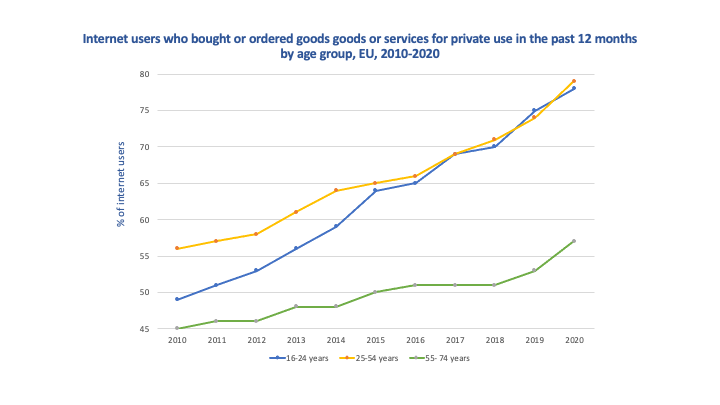 Internet users who bought or ordered goods goods or services for private use in the past 12 months
by age group, EU, 2010-2020
% of internet users
80
75
70
65
60
55
50
45
2010 2011 2012 2013 2014 2015 2016 2017 2018 2019 2020
16-24 years 25-54 years 55- 74 years